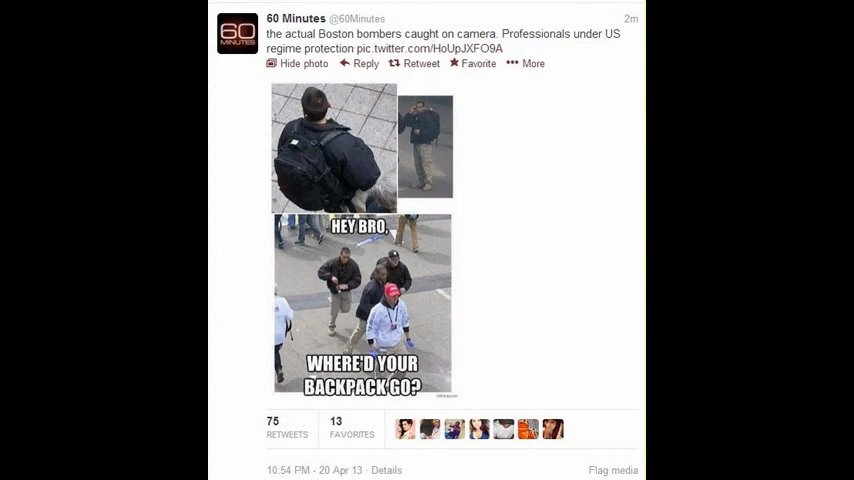 60 Minutes @60Minutes 2m
60
MINUTES
the actual Boston bombers caught on camera. Professionals under US
regime protection pic.twitter.com/HoUpJXFO9A
Hide photo Reply Retweet Favorite ••• More
HEY BRO,
WHERE'D YOUR
BACKPACK GO?
75 13
RETWEETS FAVORITES
10:54 PM - 20 Apr 13 · Details Flag media